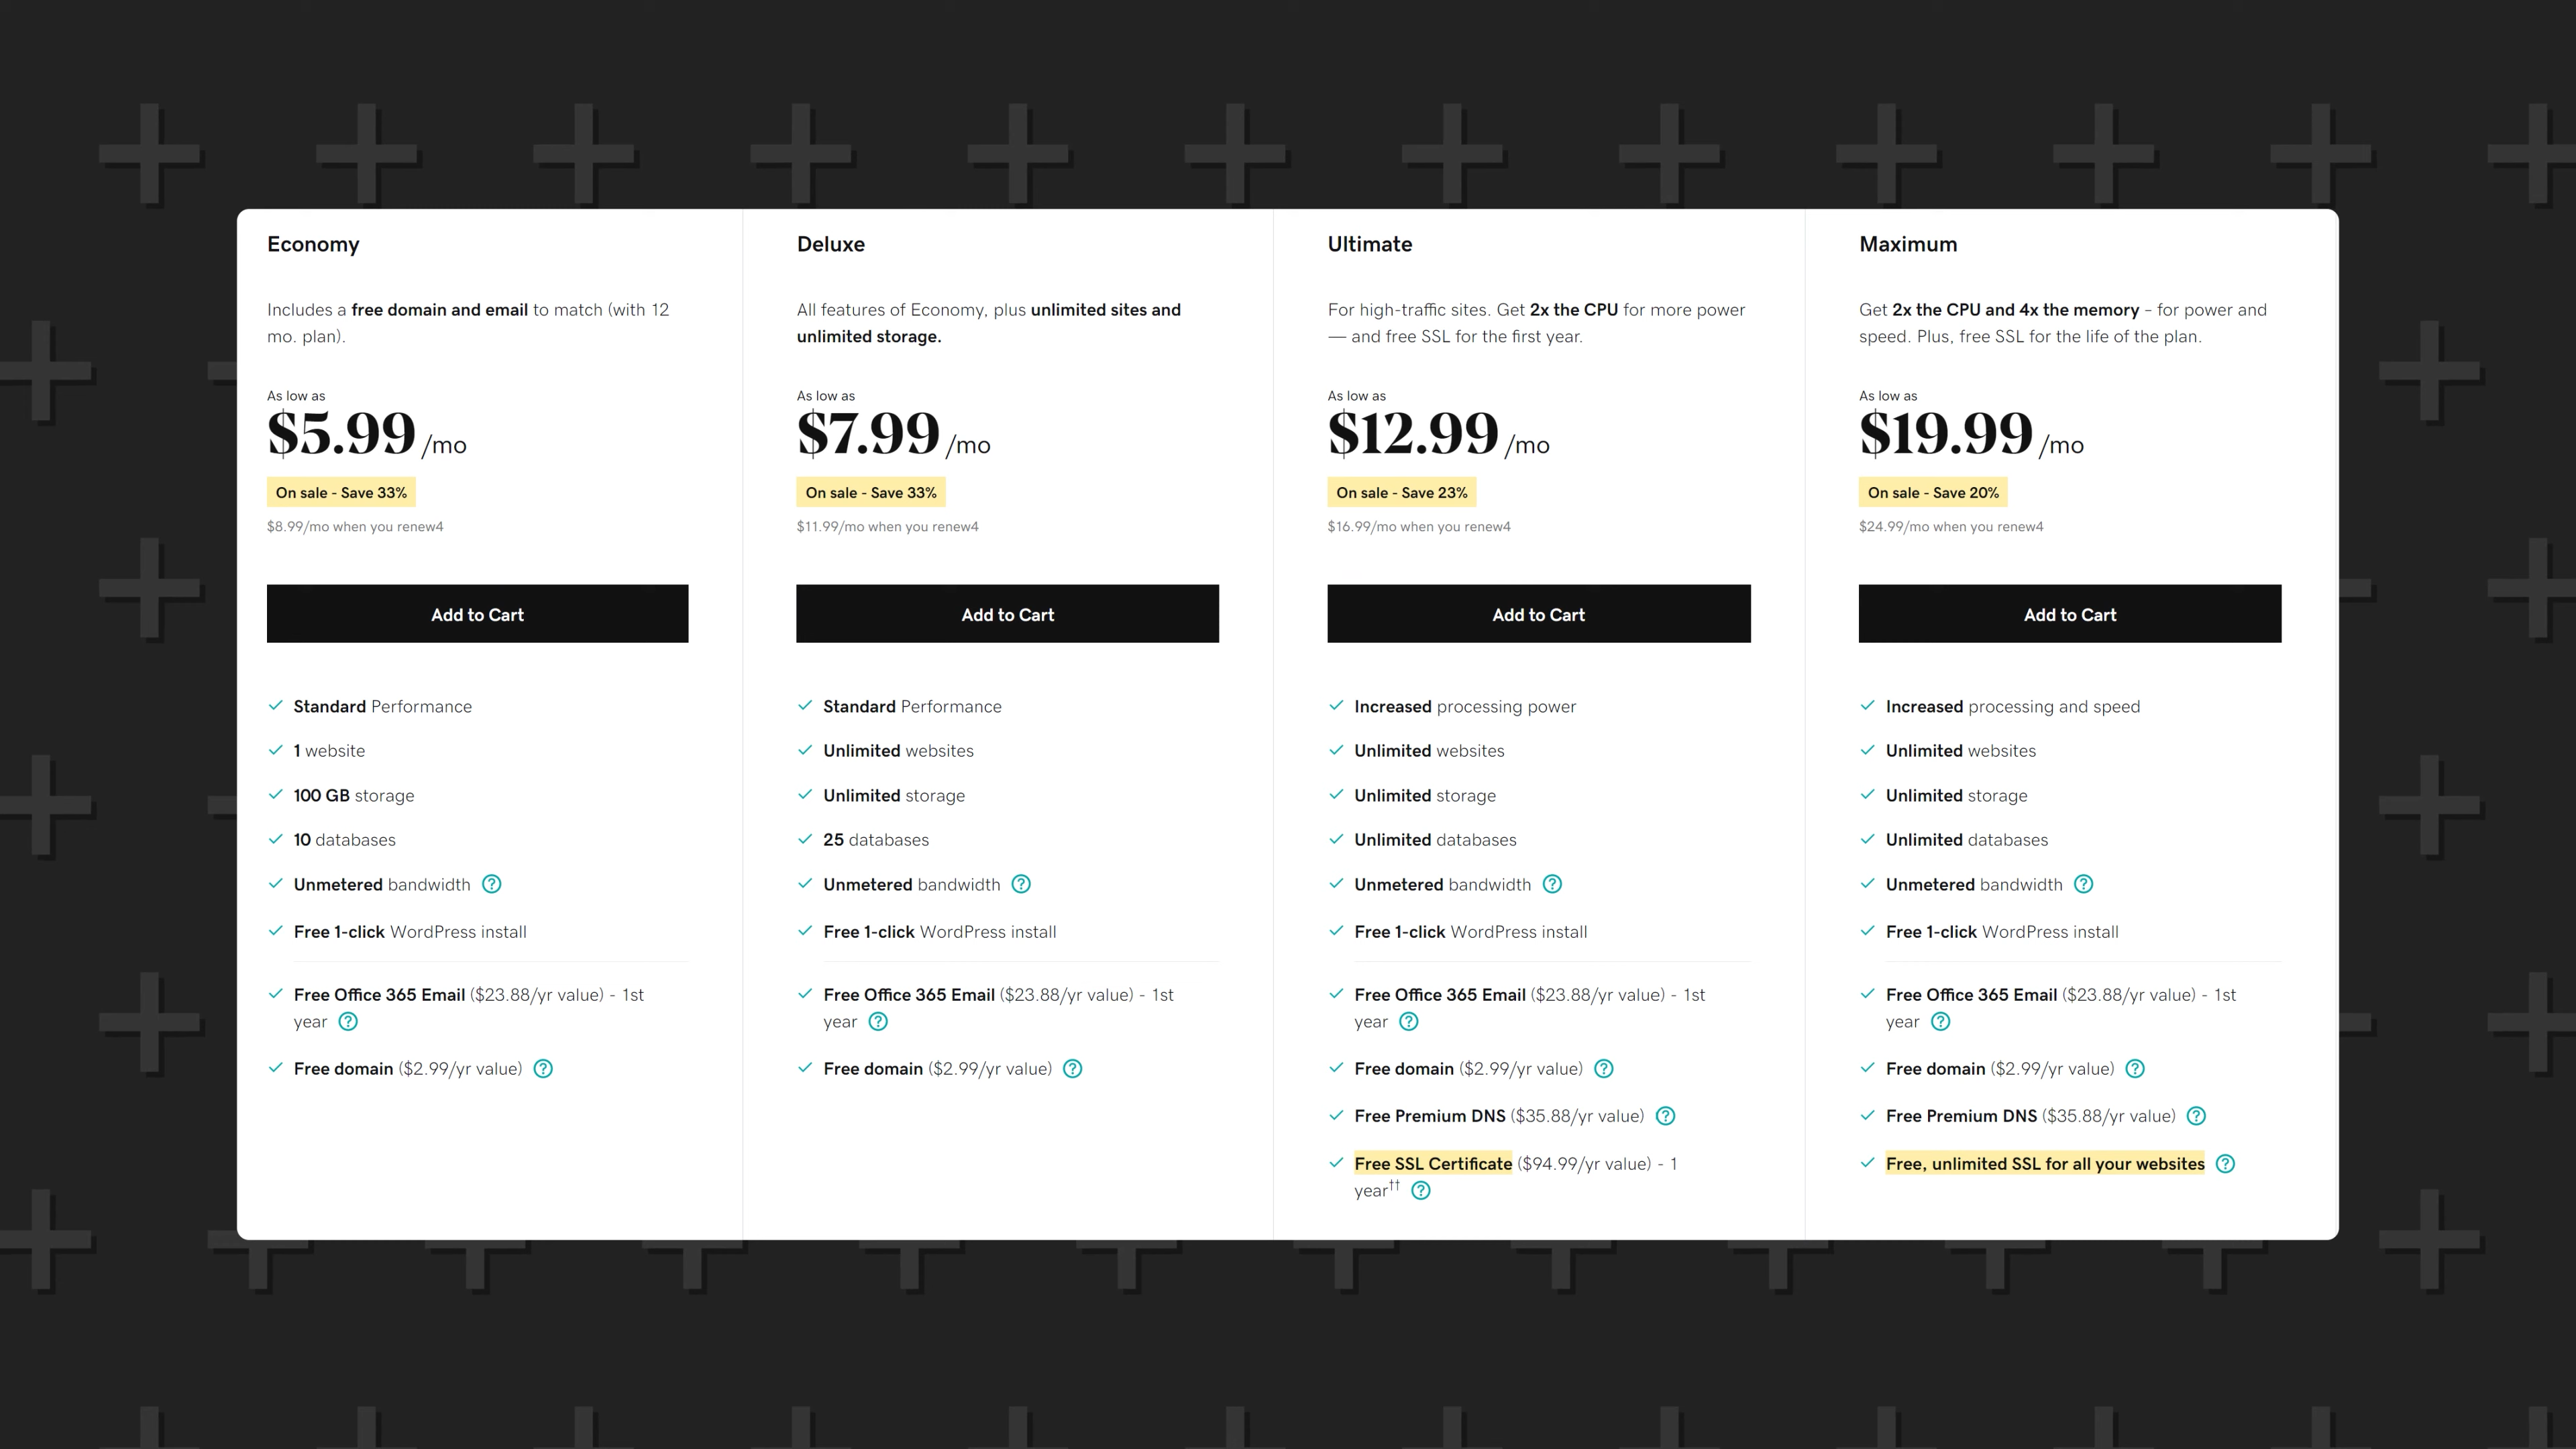 Economy
Includes a free domain and email to match (with 12
mo. plan).
As low as
$5.99 /mo
On sale - Save 33%
$8.99/mo when you renew4
Add to Cart
Standard Performance
1 website
100 GB storage
10 databases
Unmetered bandwidth ?
Free 1-click WordPress install
Free Office 365 Email ($23.88/yr value) - 1st
year ?
Free domain ($2.99/yr value) ?
Deluxe
All features of Economy, plus unlimited sites and
unlimited storage.
As low as
$7.99 /mo
On sale - Save 33%
$11.99/mo when you renew4
Add to Cart
Standard Performance
Unlimited websites
Unlimited storage
25 databases
Unmetered bandwidth ?
Free 1-click WordPress install
Free Office 365 Email ($23.88/yr value) - 1st
year ?
Free domain ($2.99/yr value) ?
Ultimate
For high-traffic sites. Get 2x the CPU for more power
— and free SSL for the first year.
As low as
$12.99 /mo
On sale - Save 23%
$16.99/mo when you renew4
Add to Cart
Increased processing power
Unlimited websites
Unlimited storage
Unlimited databases
Unmetered bandwidth ?
Free 1-click WordPress install
Free Office 365 Email ($23.88/yr value) - 1st
year ?
Free domain ($2.99/yr value) ?
Free Premium DNS ($35.88/yr value) ?
Free SSL Certificate ($94.99/yr value) - 1
year†† ?
Maximum
Get 2x the CPU and 4x the memory – for power and
speed. Plus, free SSL for the life of the plan.
As low as
$19.99 /mo
On sale - Save 20%
$24.99/mo when you renew4
Add to Cart
Increased processing and speed
Unlimited websites
Unlimited storage
Unlimited databases
Unmetered bandwidth ?
Free 1-click WordPress install
Free Office 365 Email ($23.88/yr value) - 1st
year ?
Free domain ($2.99/yr value) ?
Free Premium DNS ($35.88/yr value) ?
Free, unlimited SSL for all your websites ?